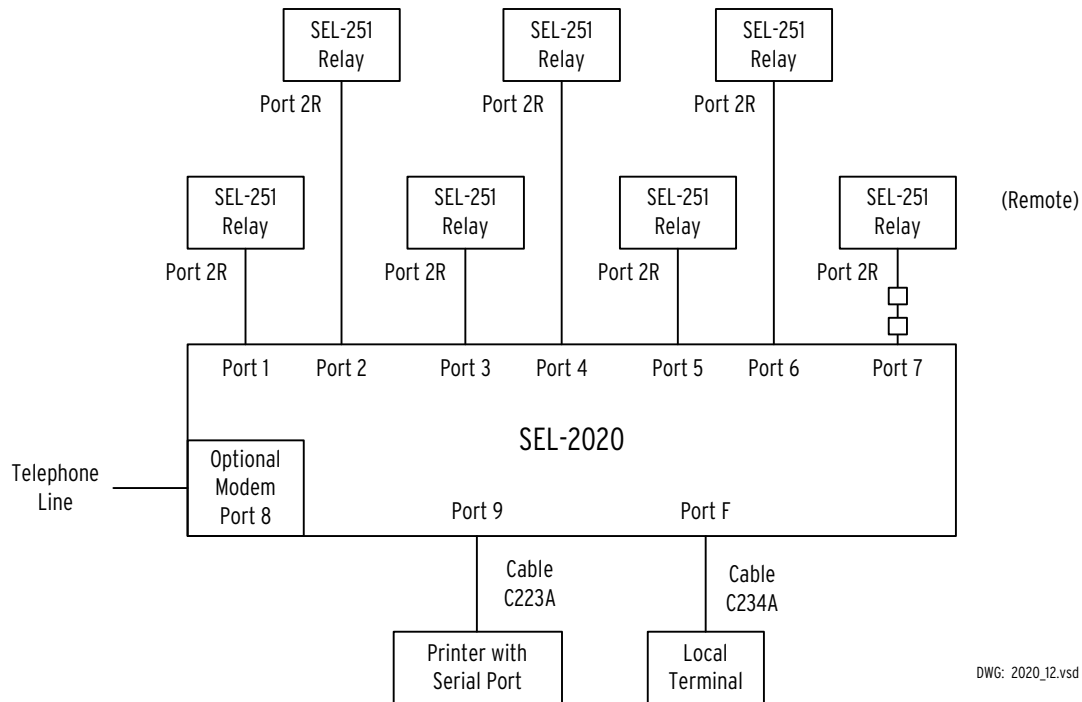 SEL-251
Relay
SEL-251
Relay
SEL-251
Relay
Port 2R
Port 2R
Port 2R
SEL-251
Relay
SEL-251
Relay
SEL-251
Relay
SEL-251
Relay
(Remote)
Port 2R
Port 2R
Port 2R
Port 2R
Port 1
Port 2
Port 3
Port 4
Port 5
Port 6
Port 7
SEL-2020
Telephone
Line
Optional
Modem
Port 8
Port 9
Port F
Cable
C223A
Cable
C234A
Printer with
Serial Port
Local
Terminal
DWG: 2020_12.vsd